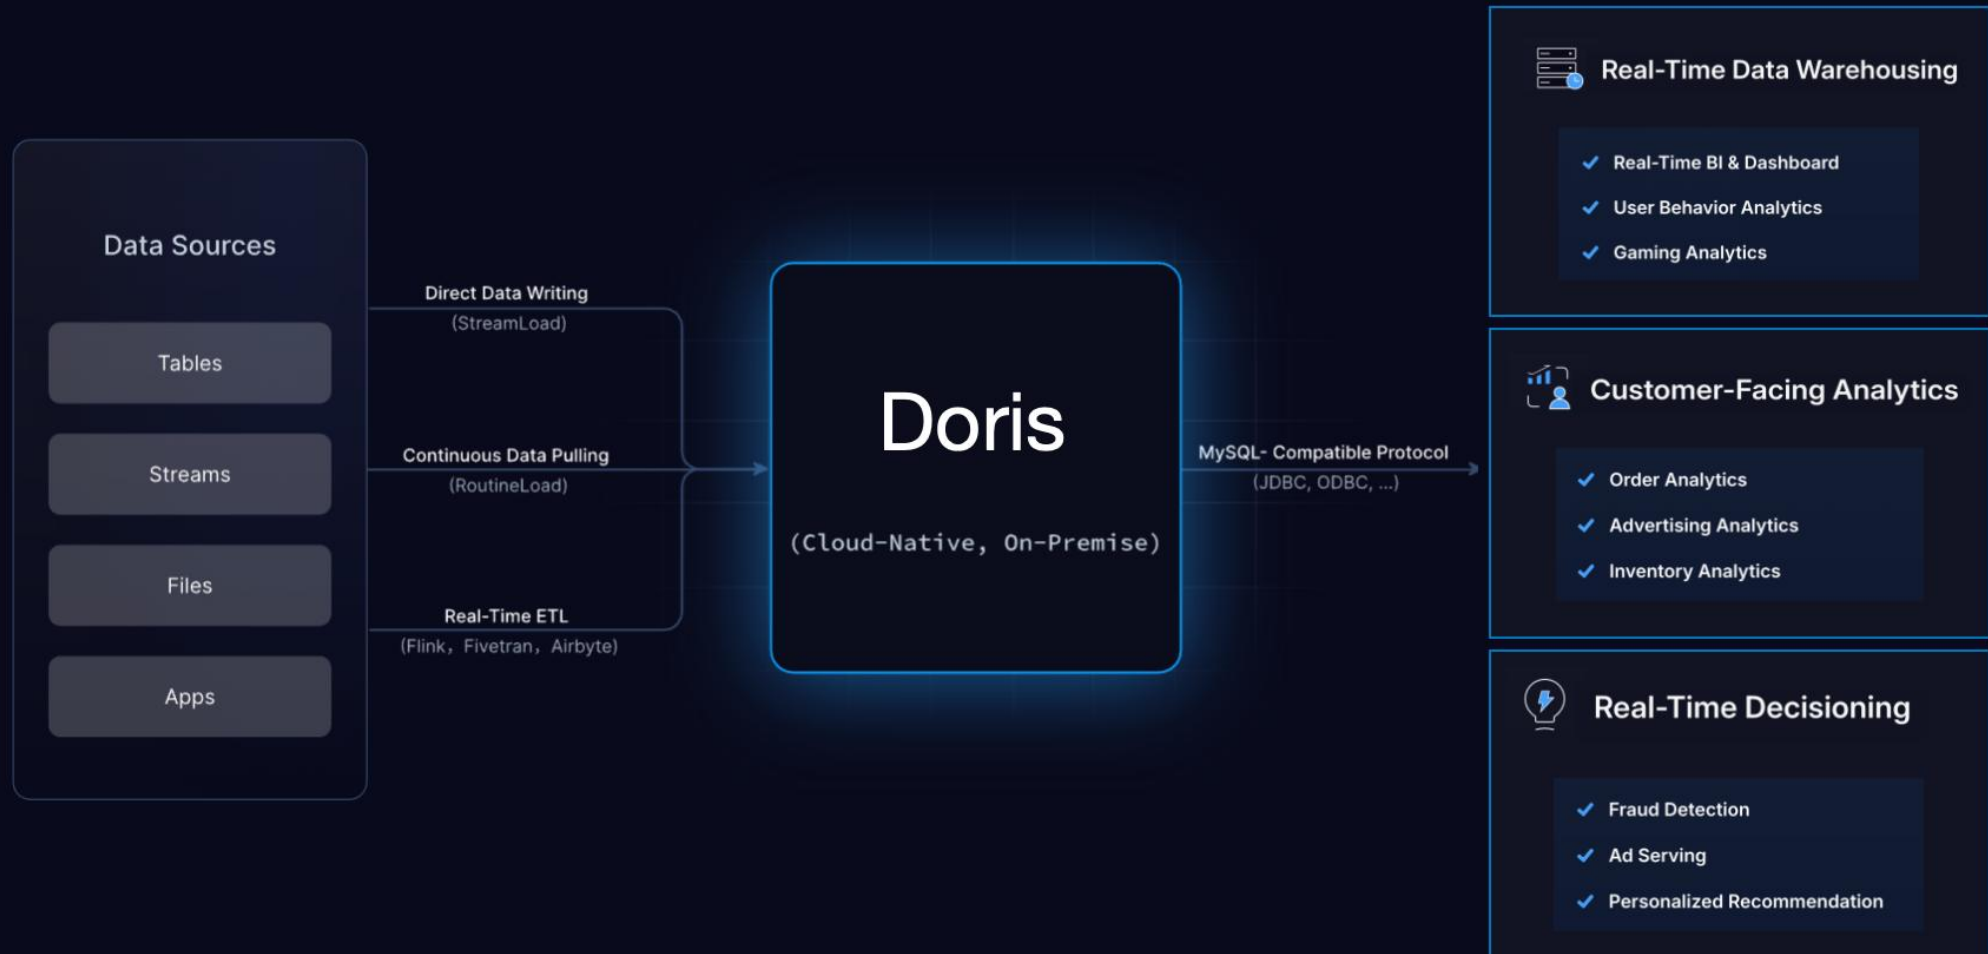 Data Sources
Tables
Streams
Files
Apps
Direct Data Writing
(StreamLoad)
Continuous Data Pulling
(RoutineLoad)
Real-Time ETL
(Flink，Fivetran，Airbyte)
Doris
(Cloud-Native, On-Premise)
MySQL- Compatible Protocol
(JDBC, ODBC, ...)
Real-Time Data Warehousing
Real-Time BI & Dashboard
User Behavior Analytics
Gaming Analytics
Customer-Facing Analytics
Order Analytics
Advertising Analytics
Inventory Analytics
Real-Time Decisioning
Fraud Detection
Ad Serving
Personalized Recommendation